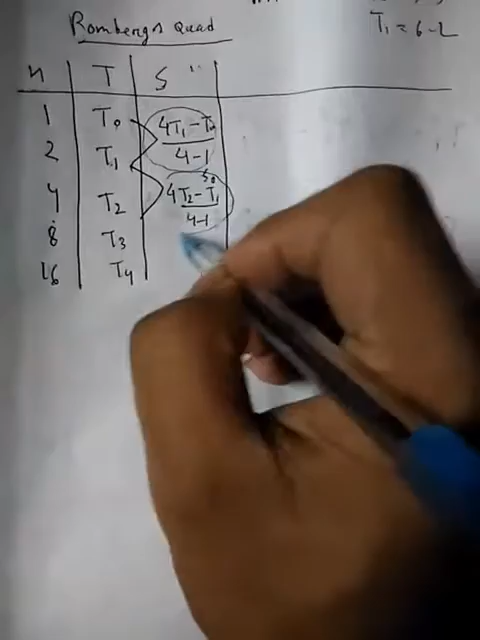 Rombergs Quad
T₁ = 6-2
n T S
1 T₀ 4T₁-T₀
4-1
2 T₁ S₀
4 T₂ 4T₂-T₁
4-1
8 T₃
16 T₄